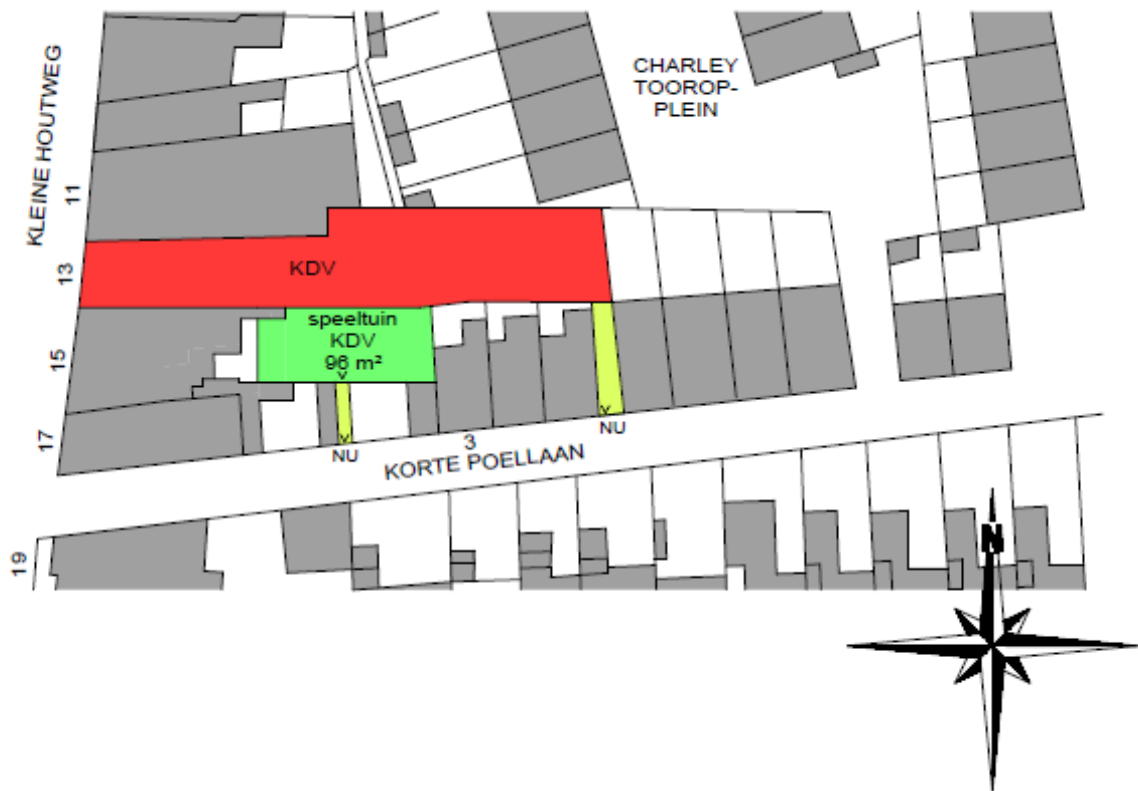 CHARLEY
TOOROP-
PLEIN
KLEINE HOUTWEG
11
13
KDV
speeltuin
KDV
96 m²
15
17
NU
3
NU
KORTE POELLAAN
19
N